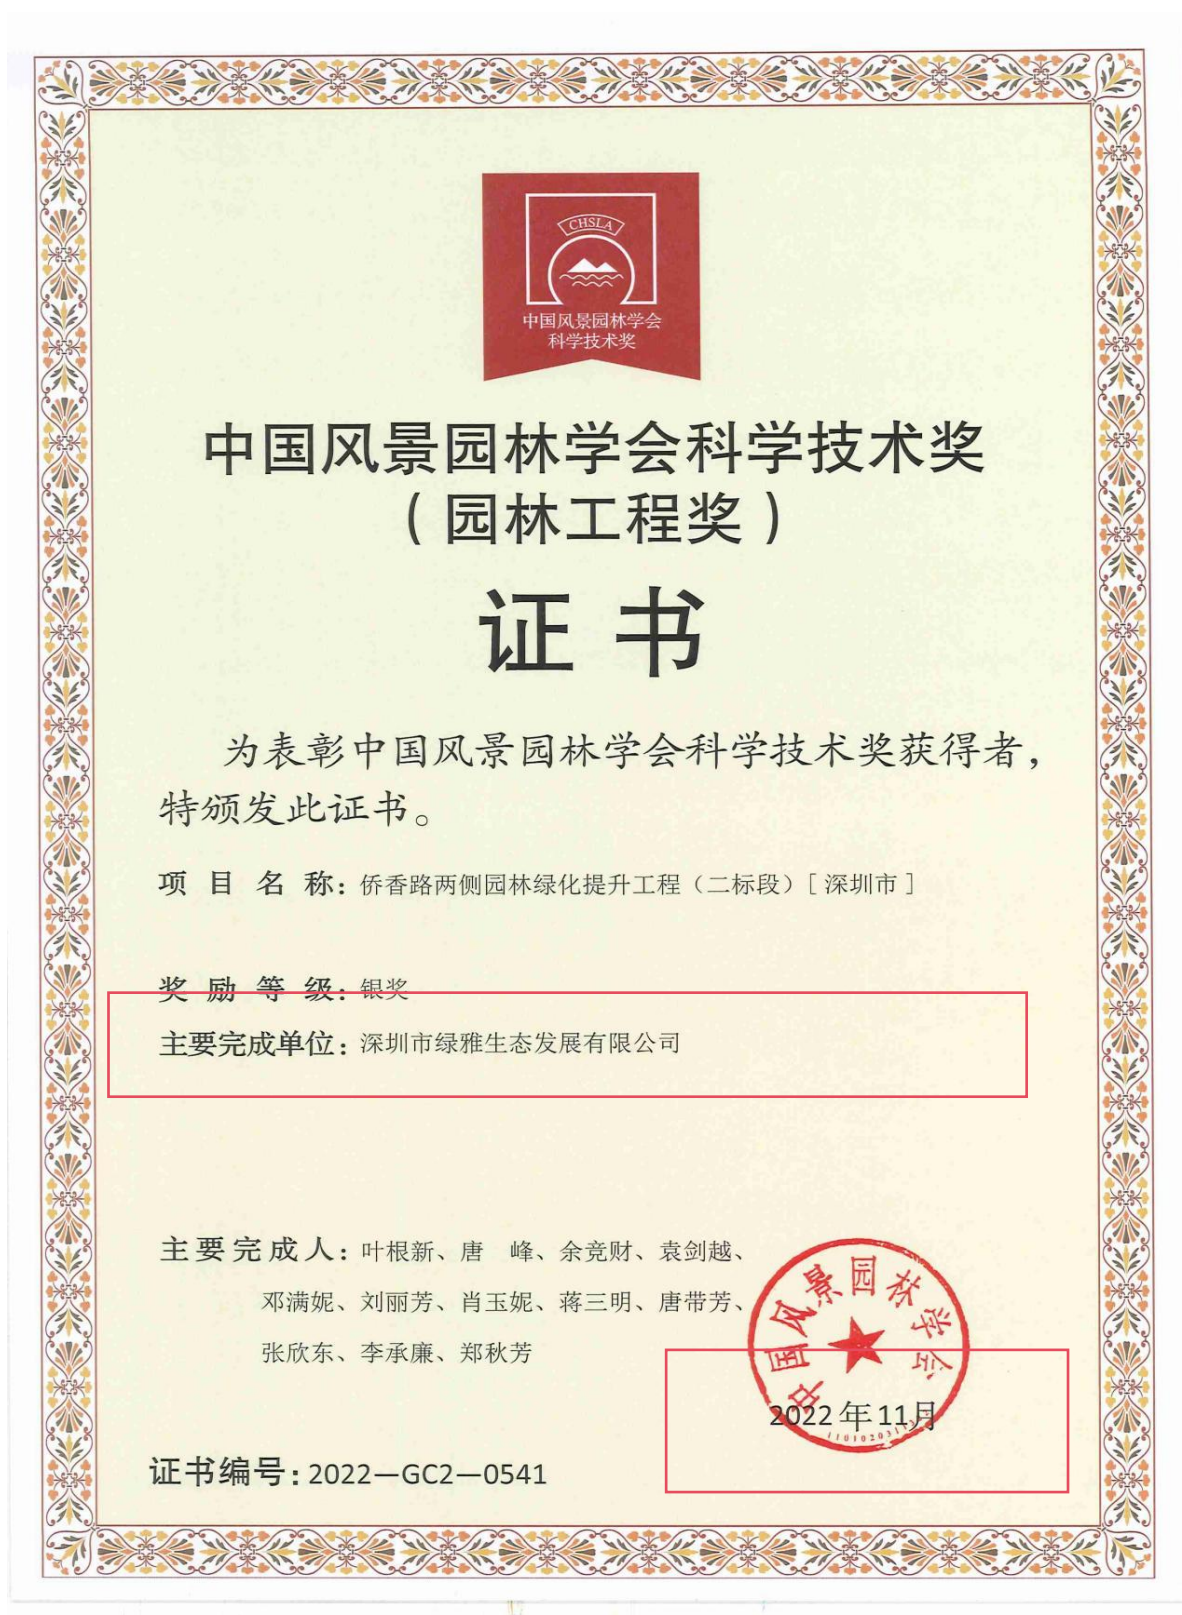 CHSLA
中国风景园林学会
科学技术奖
中国风景园林学会科学技术奖
（园林工程奖）
证书
为表彰中国风景园林学会科学技术奖获得者，
特颁发此证书。
项目名称：侨香路两侧园林绿化提升工程（二标段）[深圳市]
奖励等级：银奖
主要完成单位：深圳市绿雅生态发展有限公司
主要完成人：叶根新、唐 峰、余竞财、袁剑越、
邓满妮、刘丽芳、肖玉妮、蒋三明、唐带芳、
张欣东、李承廉、郑秋芳
中国风景园林学会
2022年11月
证书编号：2022—GC2—0541